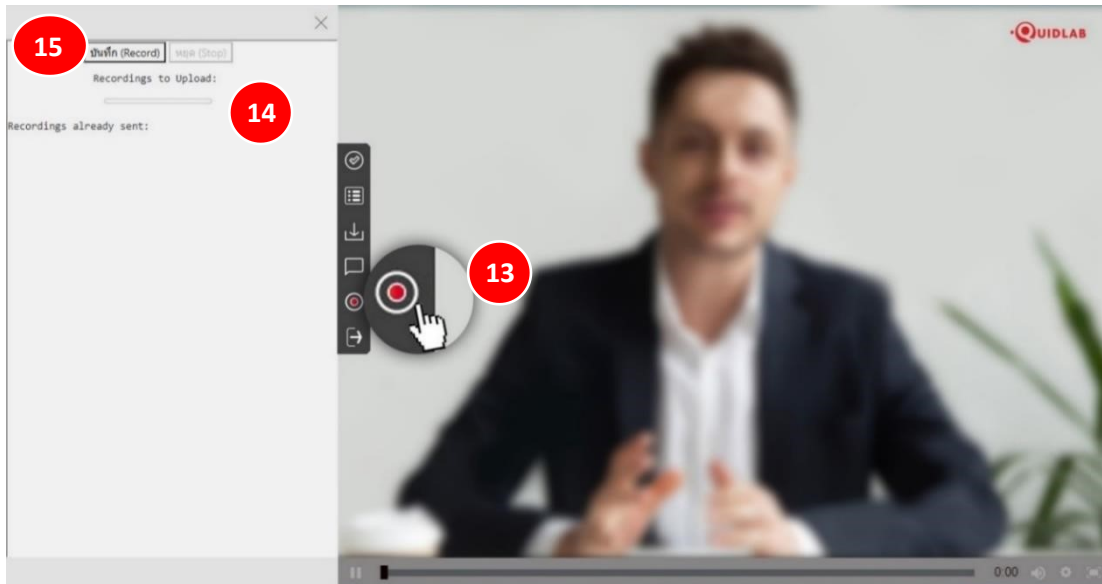 15
บันทึก (Record) หยุด (Stop)
Recordings to Upload:
14
Recordings already sent:
13
QUIDLAB
0:00